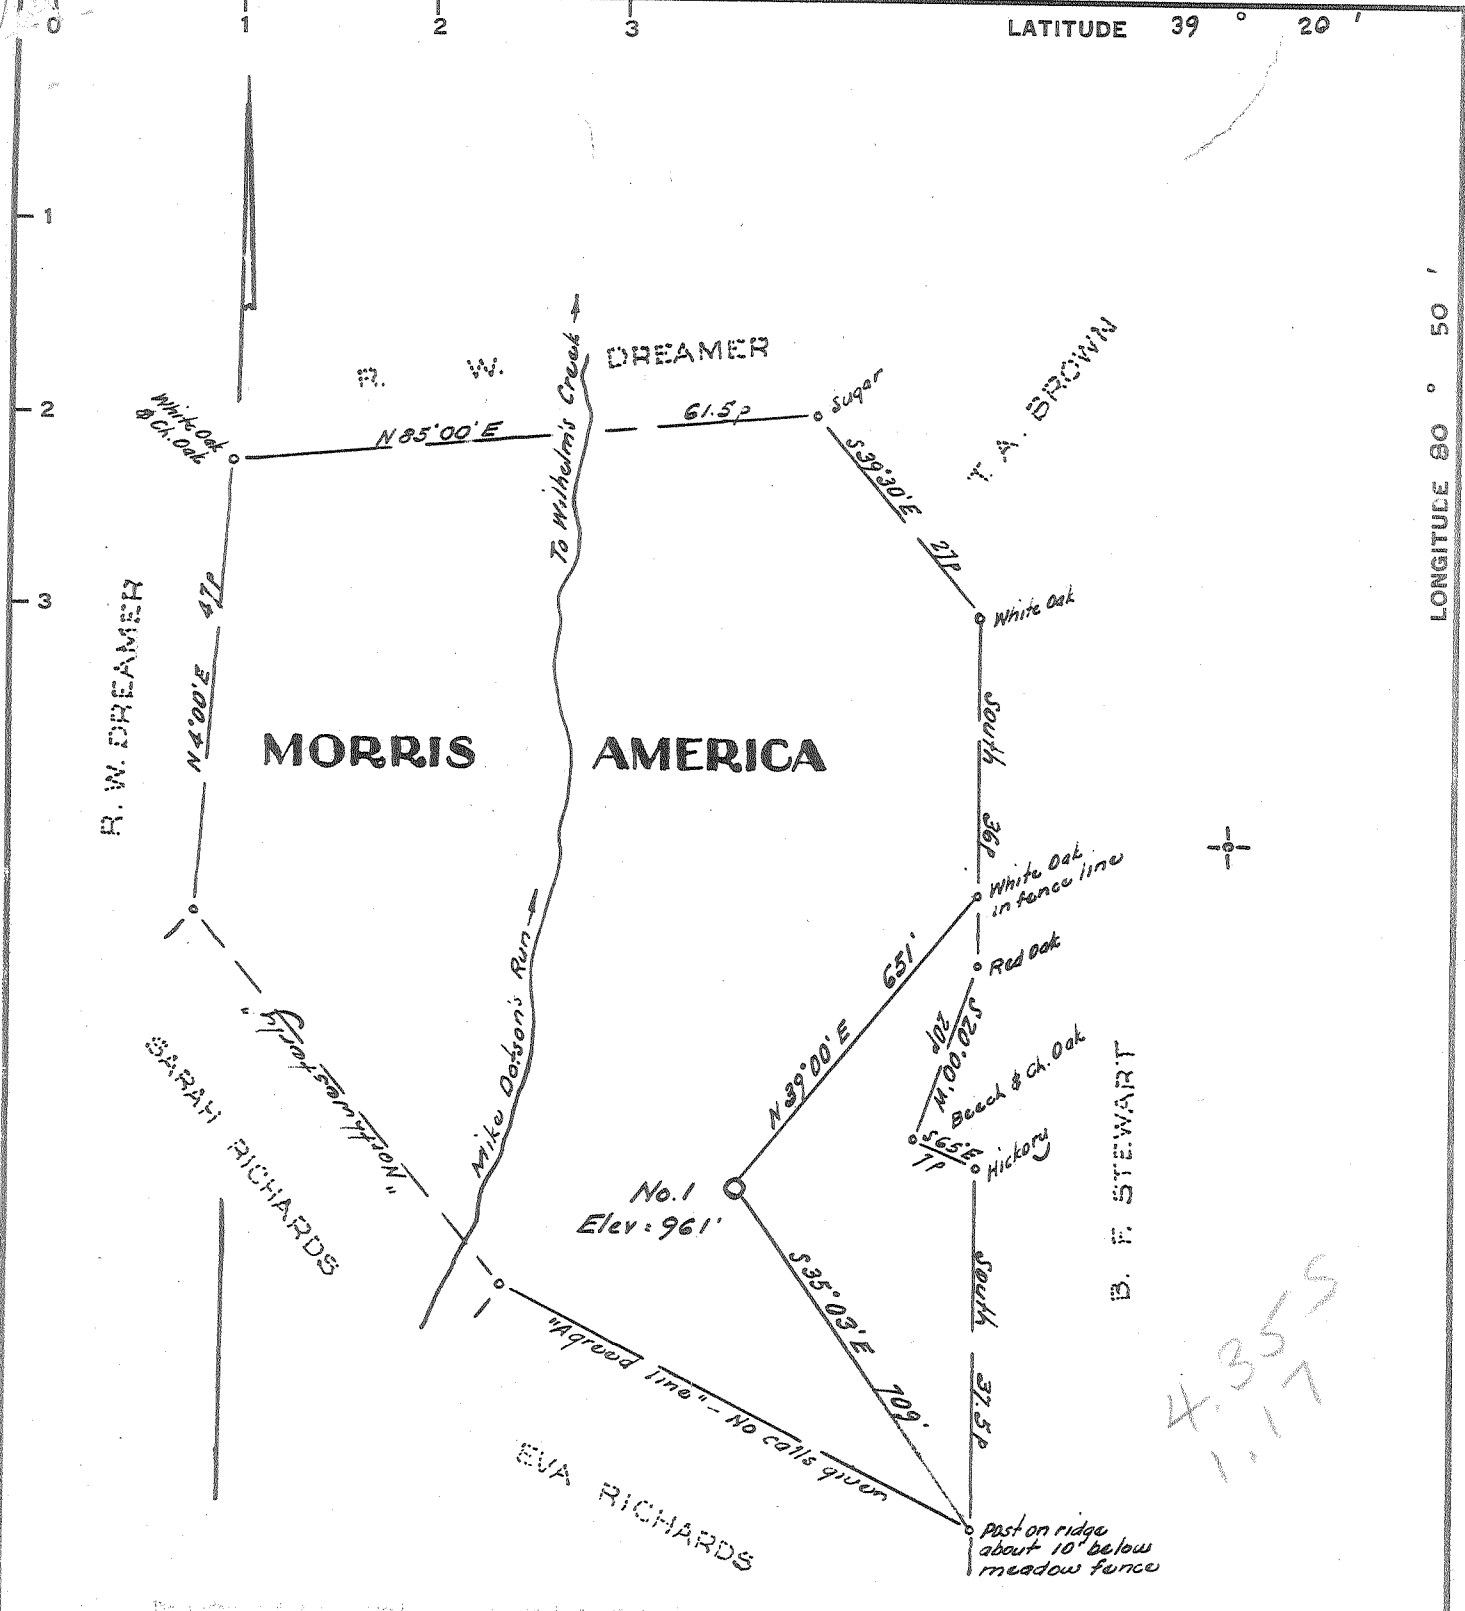 0 1 2 3 LATITUDE 39 ° 20 '
1
2
3
LONGITUDE 80 ° 50 '
R. W. DREAMER
T. A. BROWN
White Oak
& Ch. Oak
N 85°00' E 61.5 P
Sugar
S 39°30' E 27P
White Oak
To Wilhelm's Creek
R. W. DREAMER
N 4°00' E 47P
MORRIS AMERICA
South 36P
White Oak
in fence line
Red Oak
S 20°00' W
20P
Beech & Ch. Oak
S 65° E
7P
Hickory
N 39°00' E 651'
Mike Dotson's Run
"Northwesterly"
SARAH RICHARDS
No. 1
Elev = 961'
S 35°03' E 709'
B. F. STEWART
South 37.5P
"Agreed line" - No calls given
EVA RICHARDS
Post on ridge
about 10' below
meadow fence
4.35 S
1.17